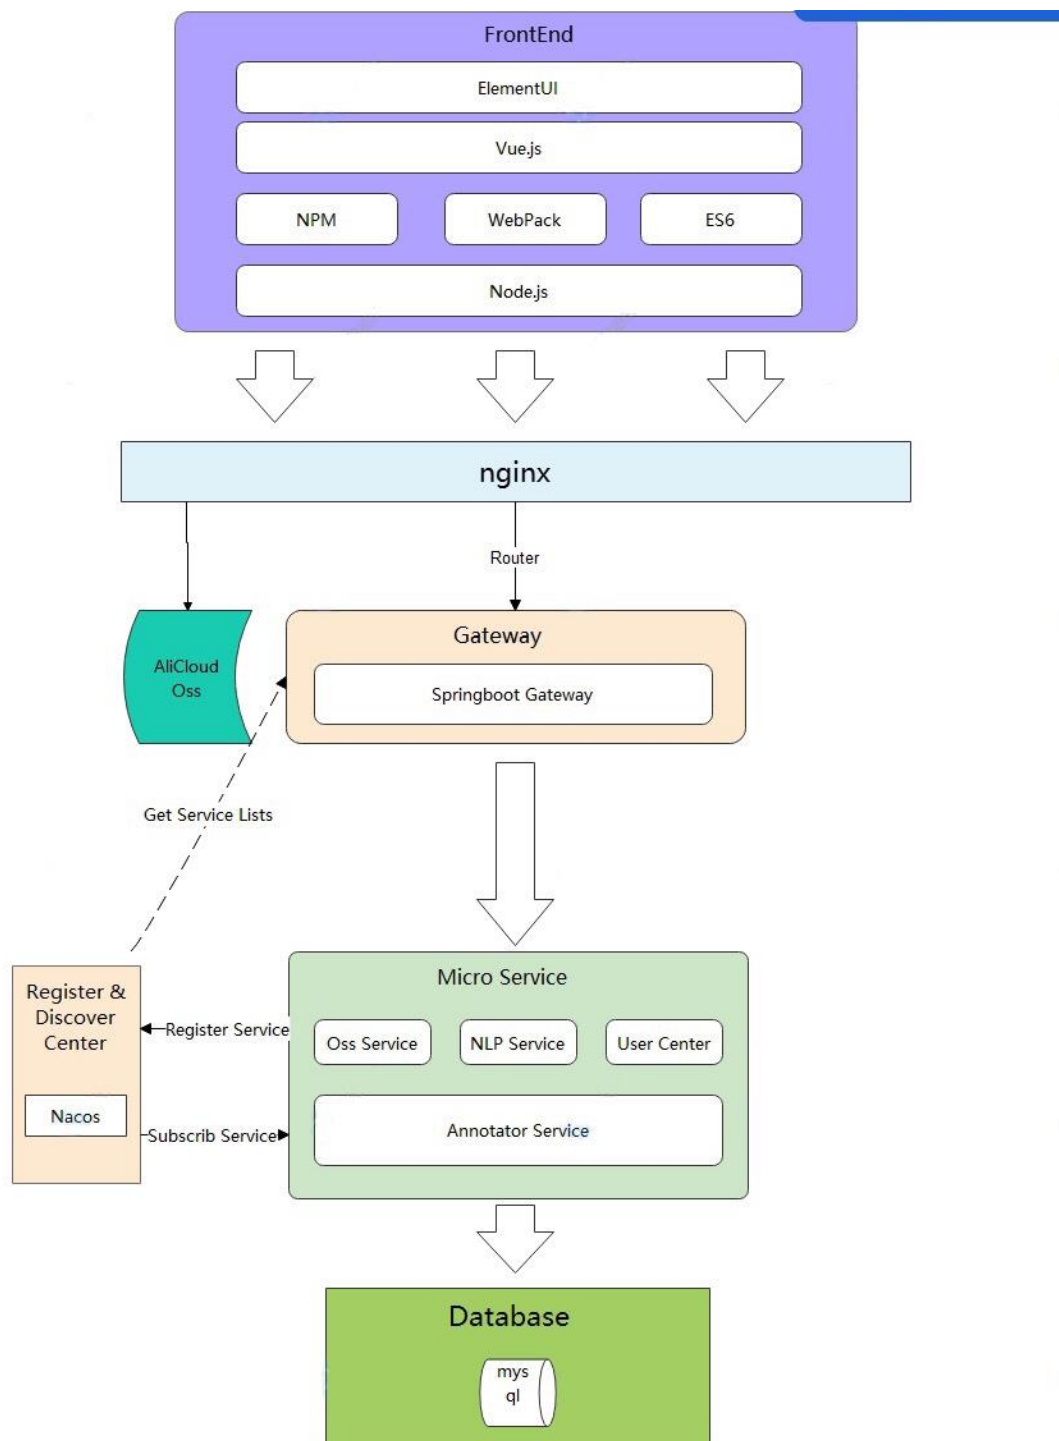 FrontEnd
ElementUI
Vue.js
NPM
WebPack
ES6
Node.js
nginx
Router
AliCloud
Oss
Gateway
Springboot Gateway
Get Service Lists
Register &
Discover
Center
Nacos
Register Service
Subscrib Service
Micro Service
Oss Service
NLP Service
User Center
Annotator Service
Database
mys
ql